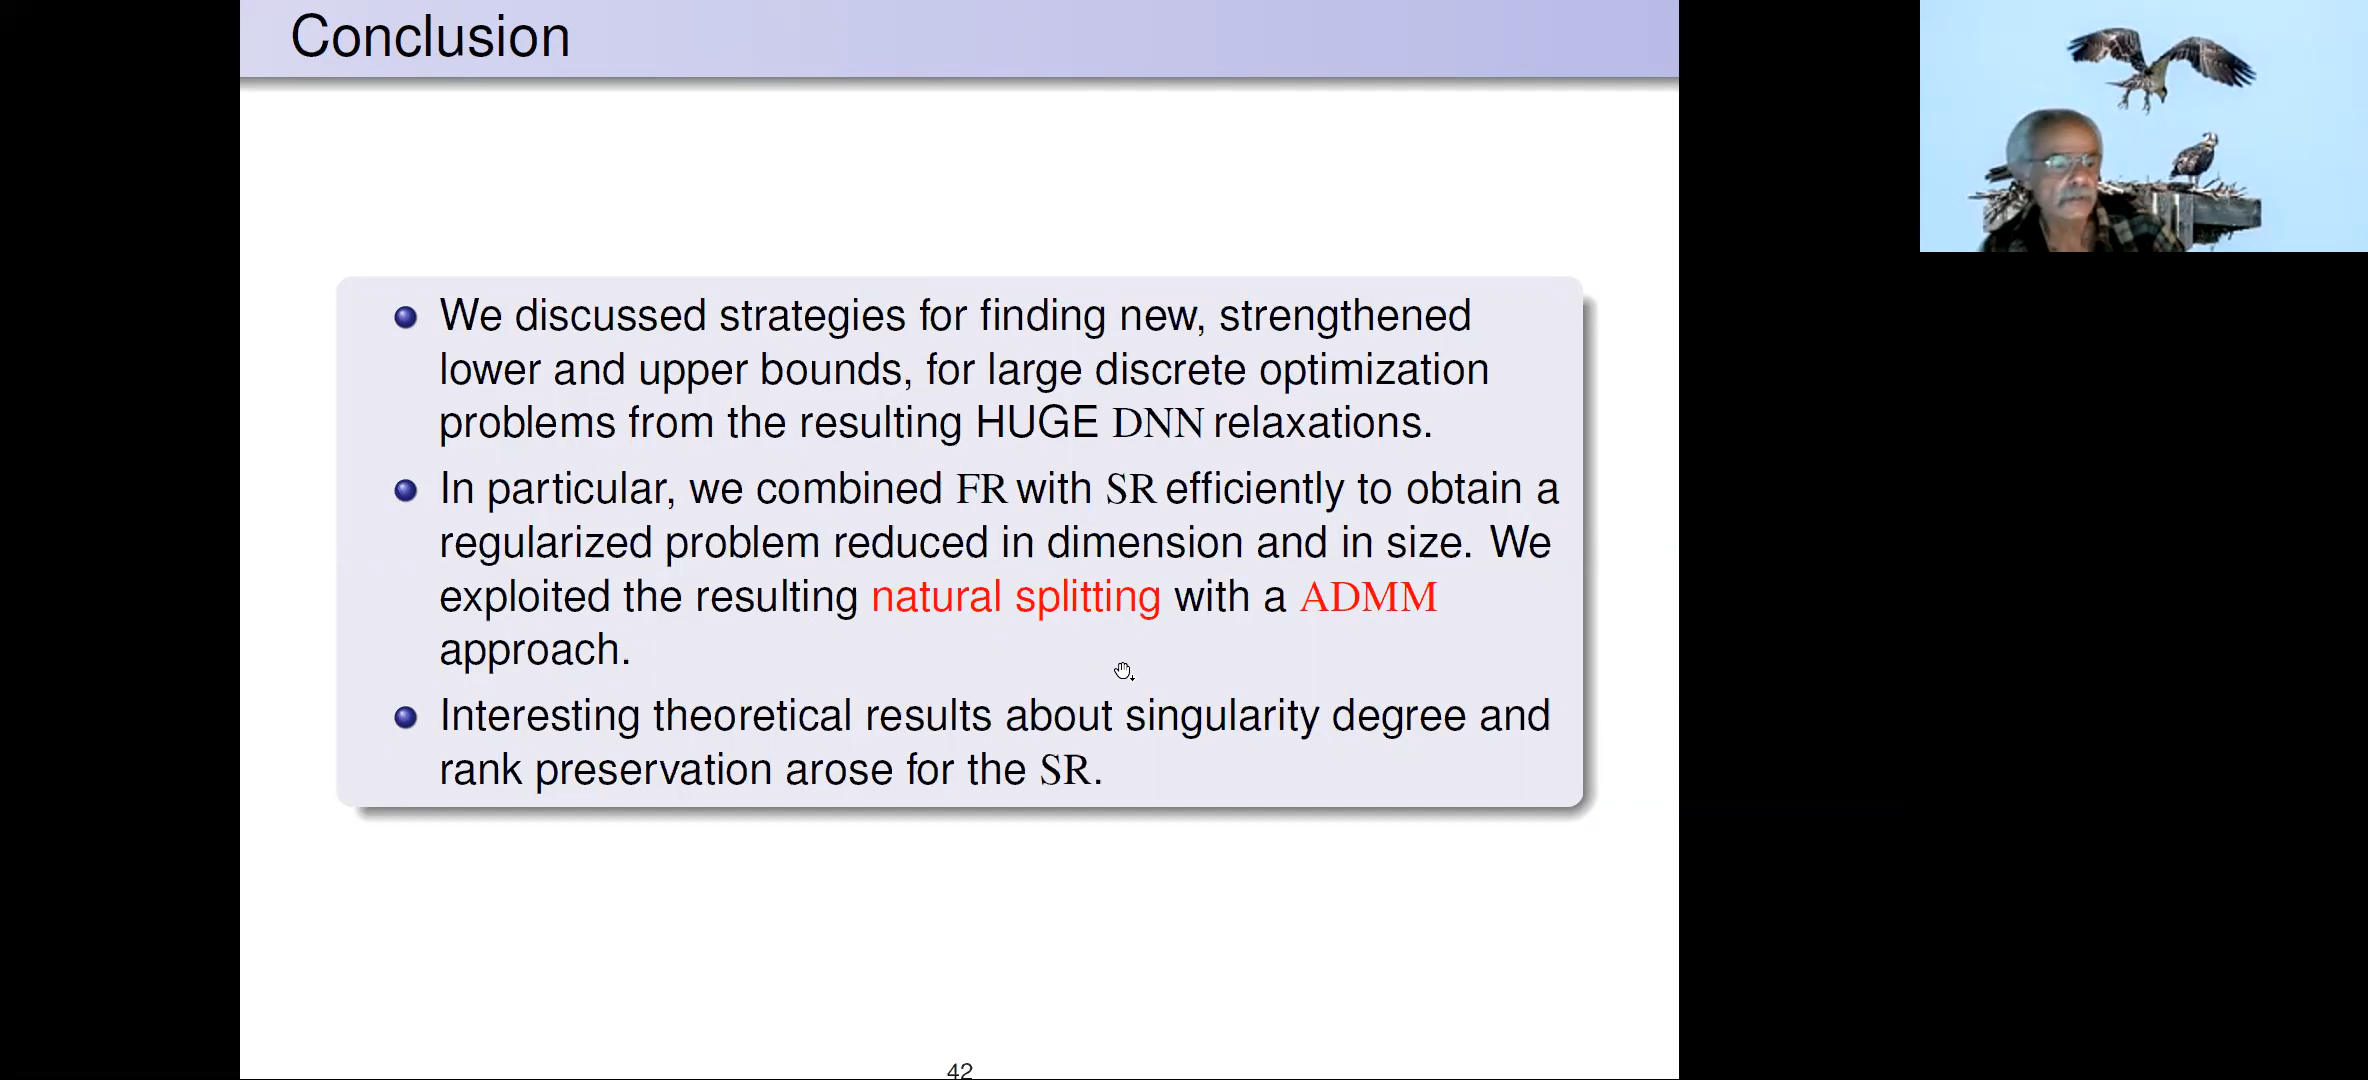 Conclusion
We discussed strategies for finding new, strengthened
lower and upper bounds, for large discrete optimization
problems from the resulting HUGE DNN relaxations.
In particular, we combined FR with SR efficiently to obtain a
regularized problem reduced in dimension and in size. We
exploited the resulting natural splitting with a ADMM
approach.
Interesting theoretical results about singularity degree and
rank preservation arose for the SR.
42